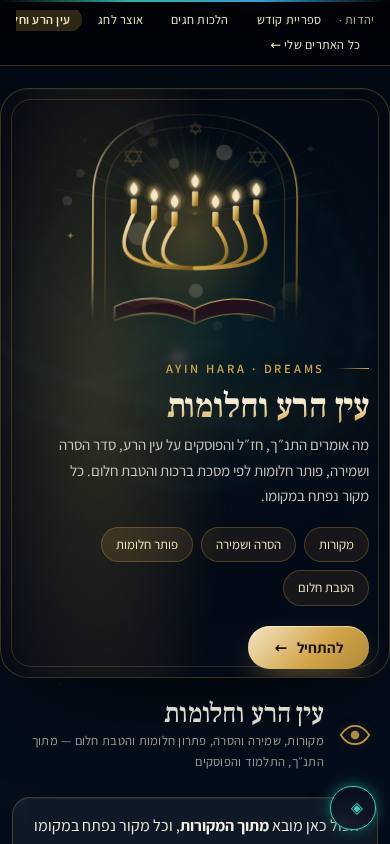 יהדות · ספריית קודש הלכות חגים אוצר לחג עין הרע
כל האתרים שלי ←
AYIN HARA · DREAMS
עין הרע וחלומות
מה אומרים התנ״ך, חז״ל והפוסקים על עין הרע, סדר הסרה
ושמירה, פותר חלומות לפי מסכת ברכות והטבת חלום. כל
מקור נפתח במקומו.
מקורות הסרה ושמירה פותר חלומות
הטבת חלום
להתחיל ←
עין הרע וחלומות
מקורות, שמירה והסרה, פתרון חלומות והטבת חלום — מתוך
התנ״ך, התלמוד והפוסקים
כאן מובא מתוך המקורות, וכל מקור נפתח במקומו